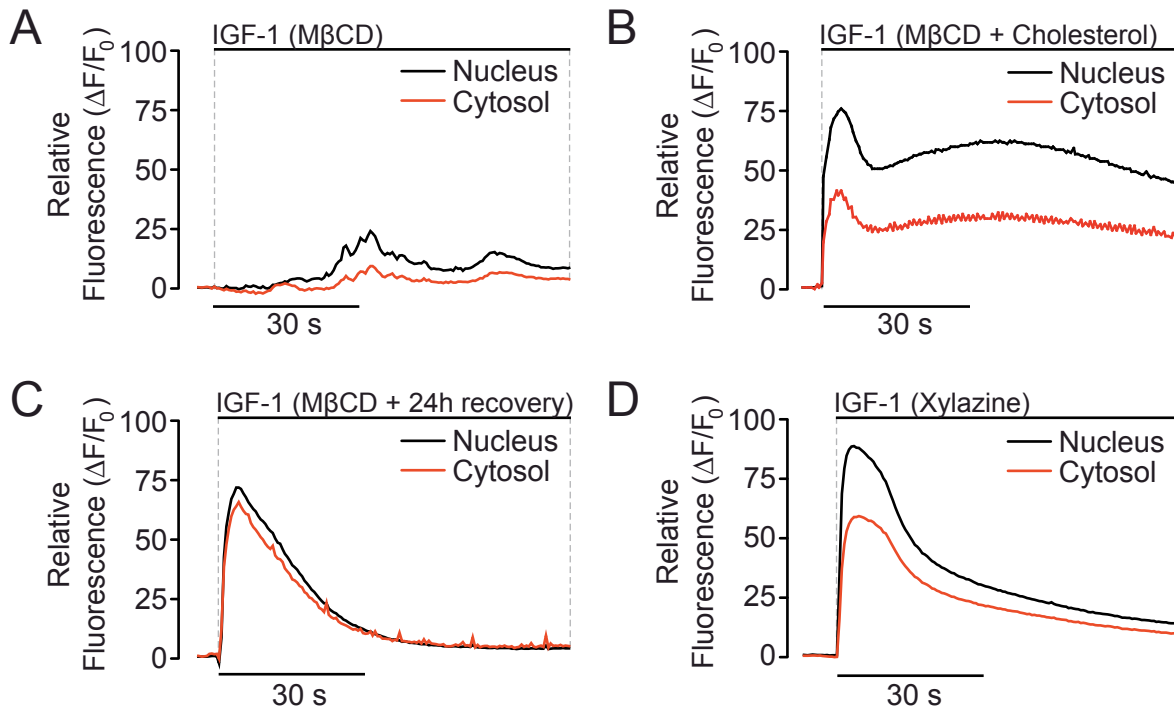 A
IGF-1 (MβCD)
Relative
Fluorescence (ΔF/F0)
100
75
50
25
0
Nucleus
Cytosol
30 s
B
IGF-1 (MβCD + Cholesterol)
Relative
Fluorescence (ΔF/F0)
100
75
50
25
0
Nucleus
Cytosol
30 s
C
IGF-1 (MβCD + 24h recovery)
Relative
Fluorescence (ΔF/F0)
100
75
50
25
0
Nucleus
Cytosol
30 s
D
IGF-1 (Xylazine)
Relative
Fluorescence (ΔF/F0)
100
75
50
25
0
Nucleus
Cytosol
30 s